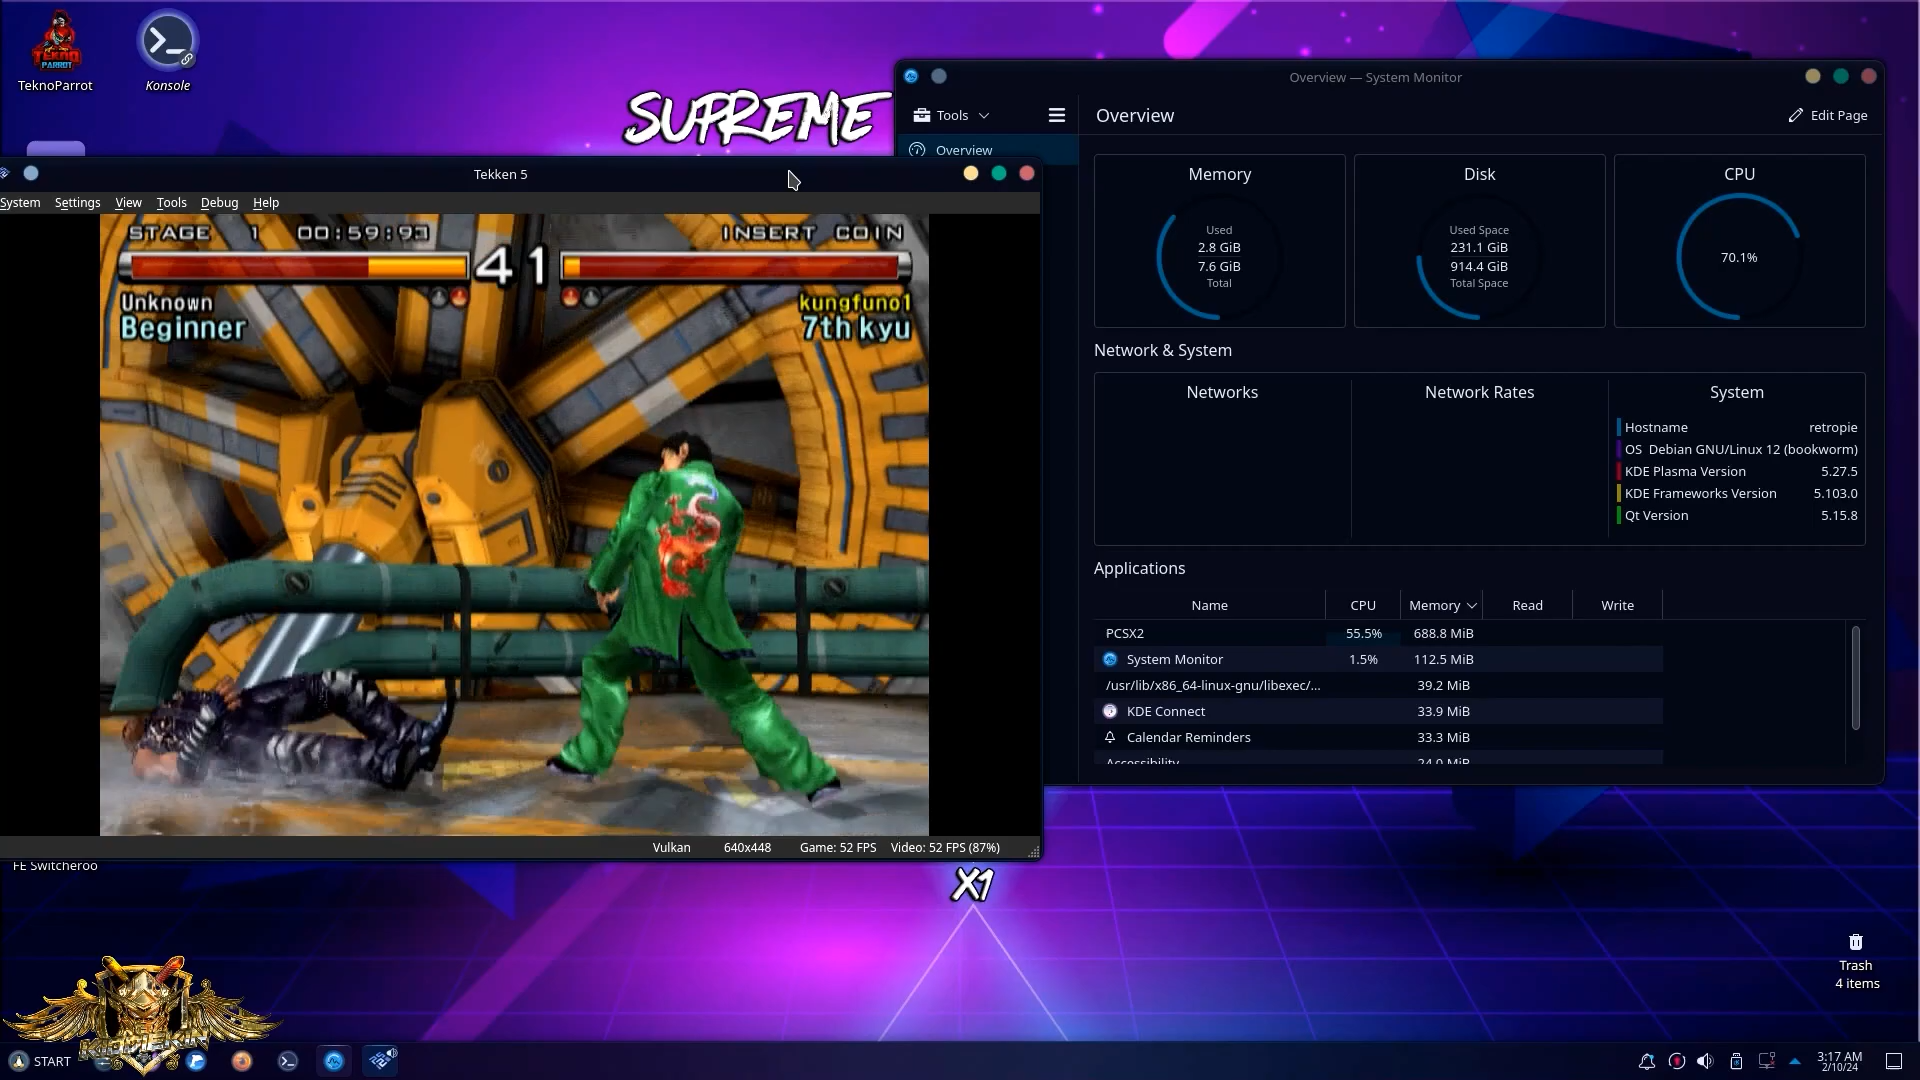 TEKNO
PARROT
TeknoParrot
Konsole
SUPREME
Overview — System Monitor
Tools
Overview
Edit Page
Overview
Tekken 5
System Settings View Tools Debug Help
STAGE 1 00:59:93
INSERT COIN
41
Unknown
Beginner
kungfuno1
7th kyu
Vulkan 640x448 Game: 52 FPS Video: 52 FPS (87%)
Memory
Used
2.8 GiB
7.6 GiB
Total
Disk
Used Space
231.1 GiB
914.4 GiB
Total Space
CPU
70.1%
Network & System
Networks
Network Rates
System
Hostname retropie
OS Debian GNU/Linux 12 (bookworm)
KDE Plasma Version 5.27.5
KDE Frameworks Version 5.103.0
Qt Version 5.15.8
Applications
Name CPU Memory Read Write
PCSX2 55.5% 688.8 MiB
System Monitor 1.5% 112.5 MiB
/usr/lib/x86_64-linux-gnu/libexec/... 39.2 MiB
KDE Connect 33.9 MiB
Calendar Reminders 33.3 MiB
Accessibility 24.0 MiB
FE Switcheroo
X1
Trash
4 items
START
3:17 AM
2/10/24